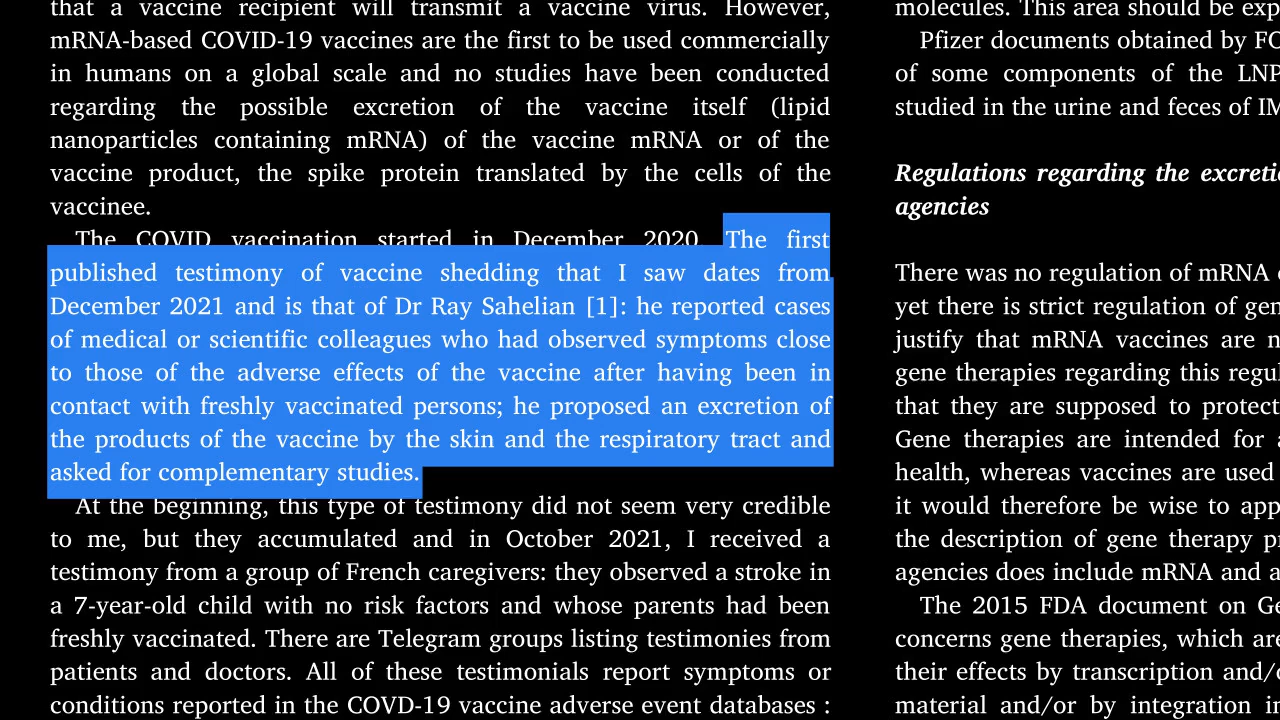 that a vaccine recipient will transmit a vaccine virus. However,
mRNA-based COVID-19 vaccines are the first to be used commercially
in humans on a global scale and no studies have been conducted
regarding the possible excretion of the vaccine itself (lipid
nanoparticles containing mRNA) of the vaccine mRNA or of the
vaccine product, the spike protein translated by the cells of the
vaccinee.
The COVID vaccination started in December 2020. The first
published testimony of vaccine shedding that I saw dates from
December 2021 and is that of Dr Ray Sahelian [1]: he reported cases
of medical or scientific colleagues who had observed symptoms close
to those of the adverse effects of the vaccine after having been in
contact with freshly vaccinated persons; he proposed an excretion of
the products of the vaccine by the skin and the respiratory tract and
asked for complementary studies.
At the beginning, this type of testimony did not seem very credible
to me, but they accumulated and in October 2021, I received a
testimony from a group of French caregivers: they observed a stroke in
a 7-year-old child with no risk factors and whose parents had been
freshly vaccinated. There are Telegram groups listing testimonies from
patients and doctors. All of these testimonials report symptoms or
conditions reported in the COVD-19 vaccine adverse event databases :
molecules. This area should be exp
Pfizer documents obtained by FO
of some components of the LNP
studied in the urine and feces of IM
Regulations regarding the excreti
agencies
There was no regulation of mRNA
yet there is strict regulation of gen
justify that mRNA vaccines are n
gene therapies regarding this regul
that they are supposed to protect
Gene therapies are intended for
health, whereas vaccines are used
it would therefore be wise to app
the description of gene therapy p
agencies does include mRNA and a
The 2015 FDA document on Ge
concerns gene therapies, which are
their effects by transcription and/
material and/or by integration in